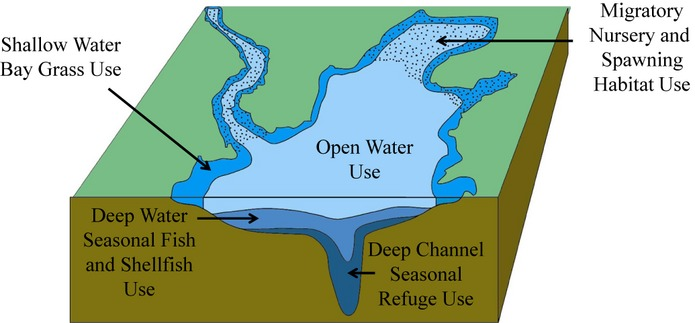 Migratory
Nursery and
Spawning
Habitat Use
Shallow Water
Bay Grass Use
Open Water
Use
Deep Water
Seasonal Fish
and Shellfish
Use
Deep Channel
Seasonal
Refuge Use